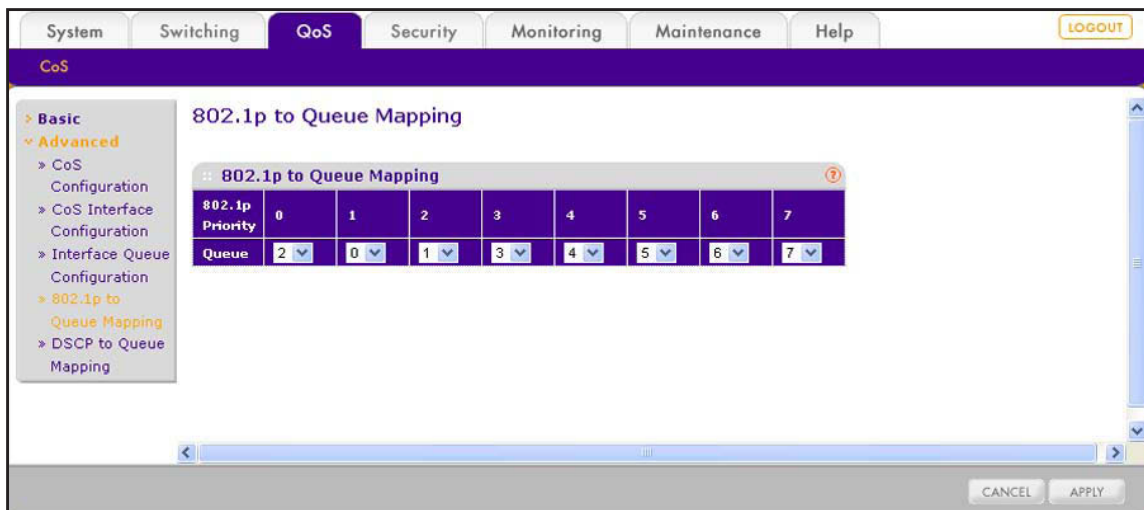 System Switching QoS Security Monitoring Maintenance Help LOGOUT
CoS
Basic
Advanced
» CoS
Configuration
» CoS Interface
Configuration
» Interface Queue
Configuration
» 802.1p to
Queue Mapping
» DSCP to Queue
Mapping
802.1p to Queue Mapping
802.1p to Queue Mapping ?
802.1p
Priority 0 1 2 3 4 5 6 7
Queue 2 0 1 3 4 5 6 7
CANCEL APPLY